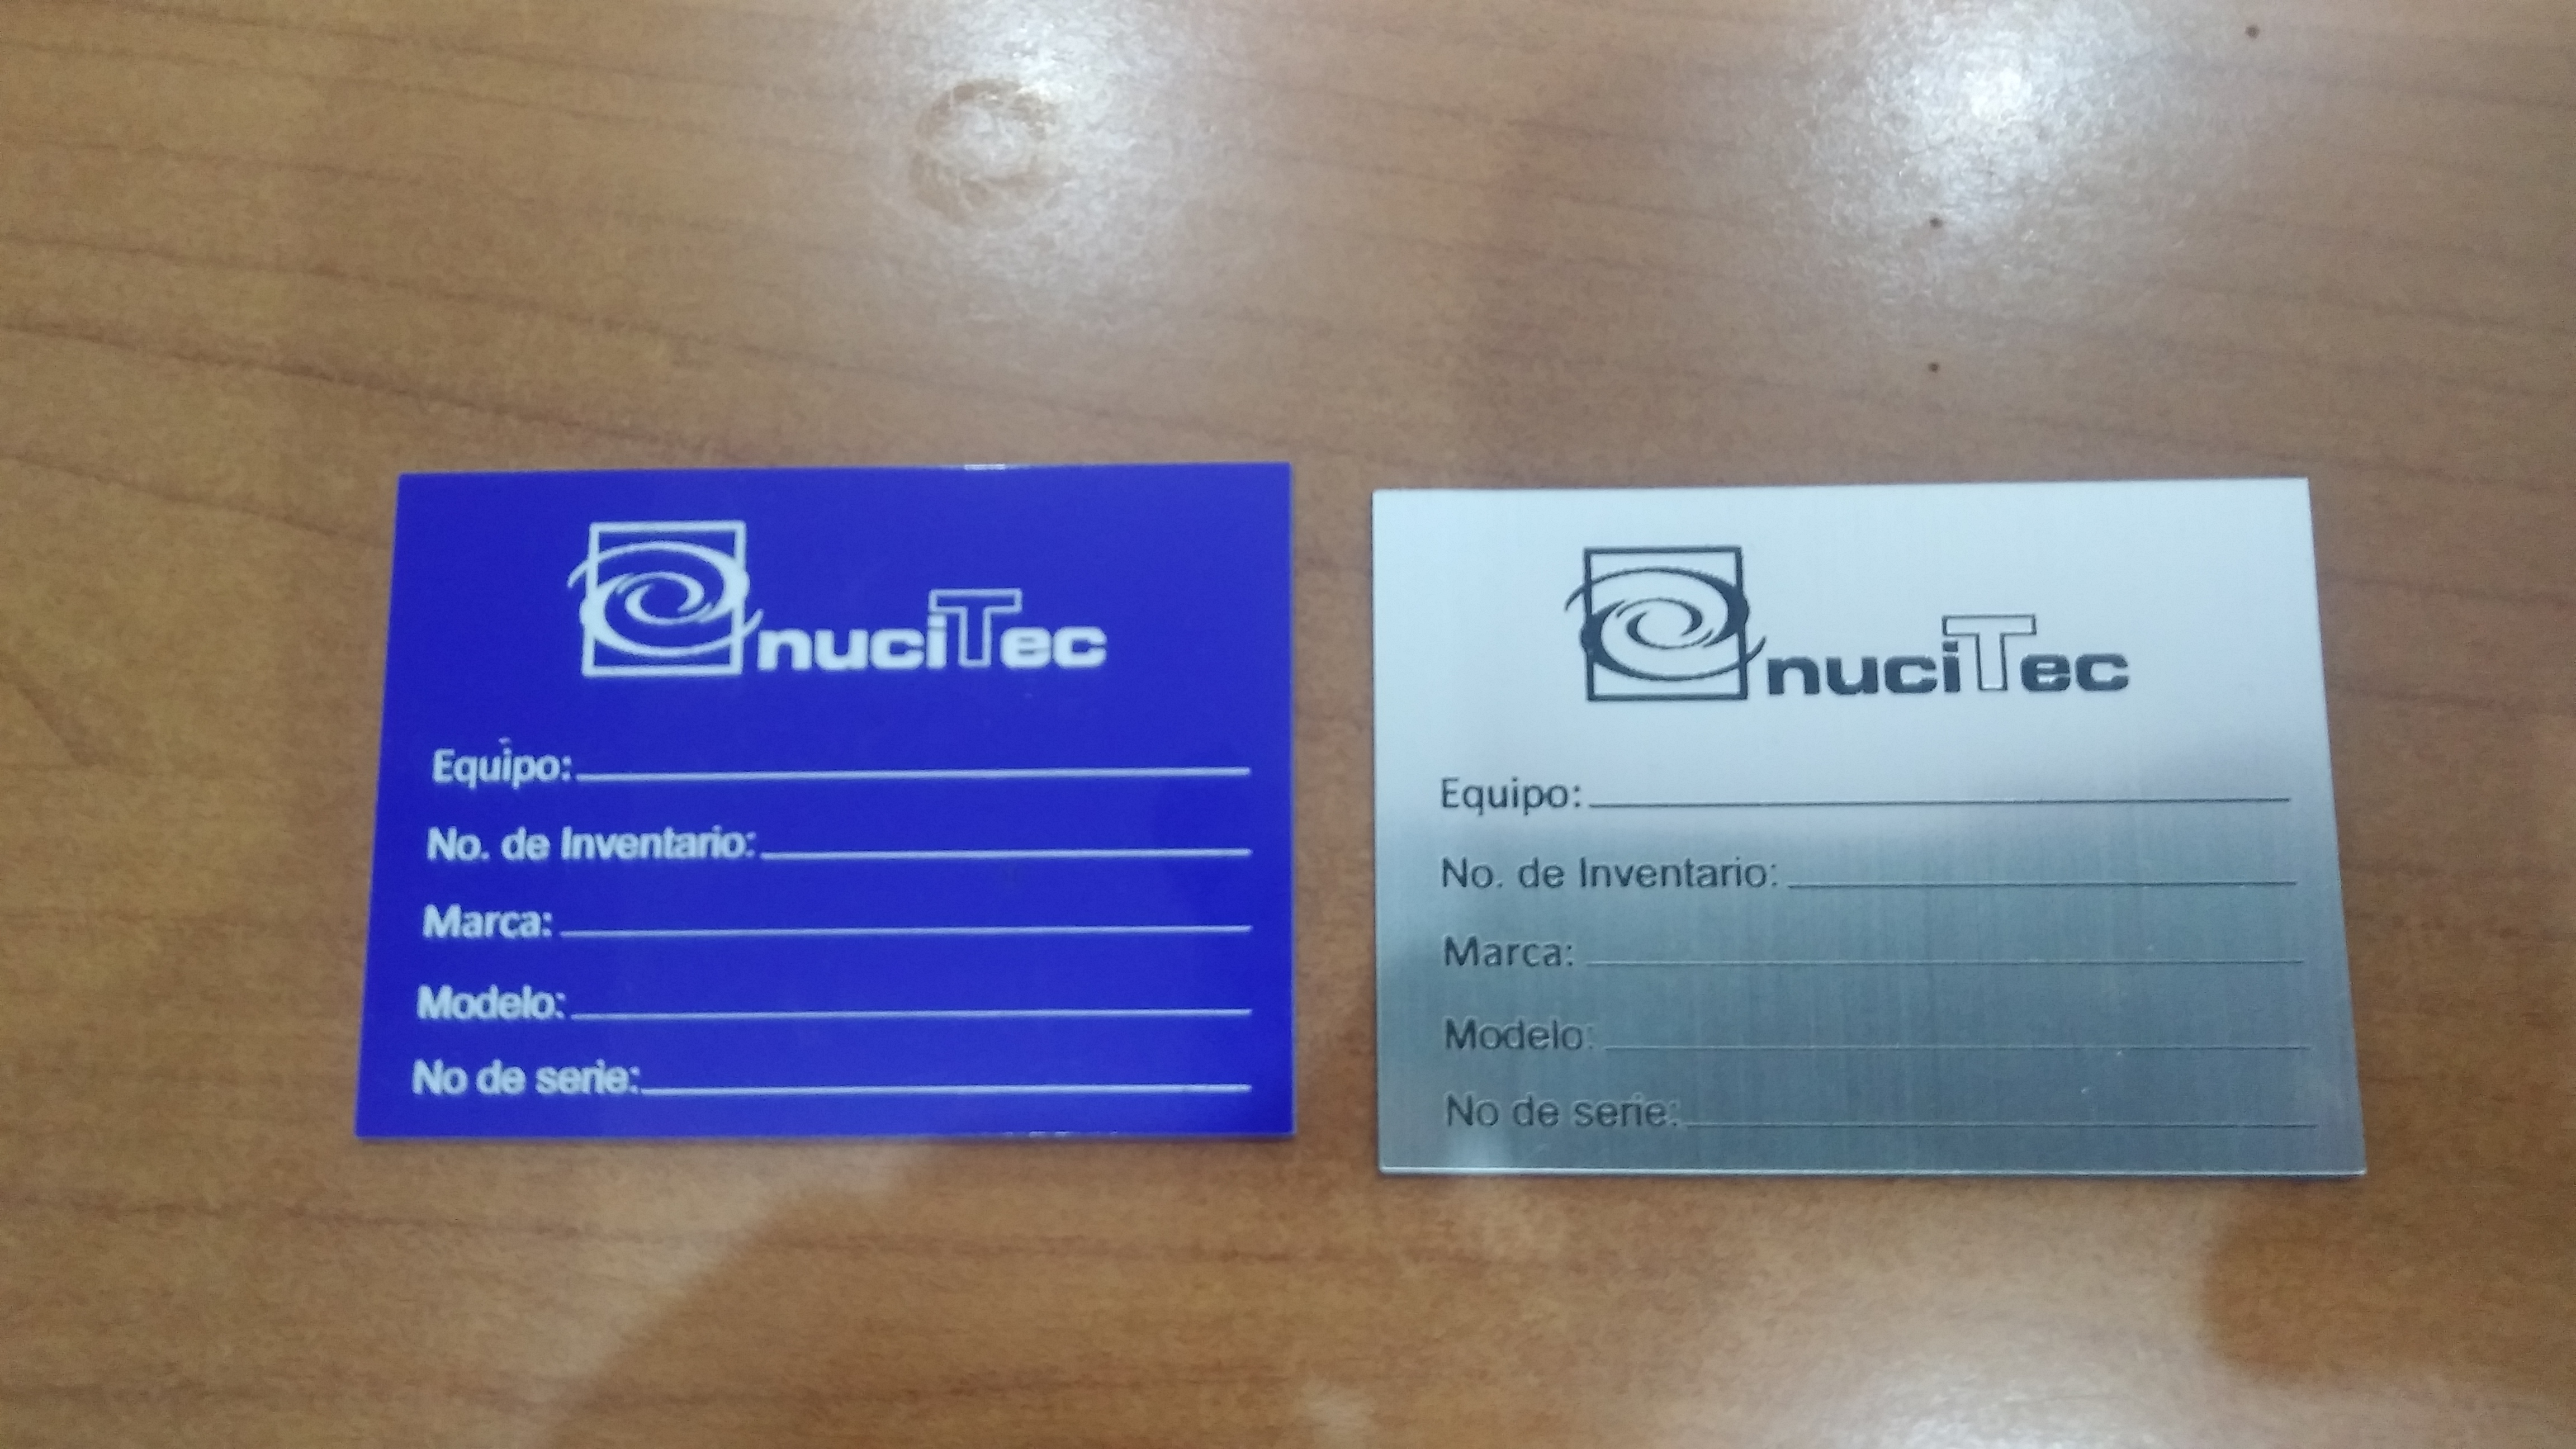 nuciTec
Equipo:
No. de Inventario:
Marca:
Modelo:
No de serie:
nuciTec
Equipo:
No. de Inventario:
Marca:
Modelo:
No de serie: